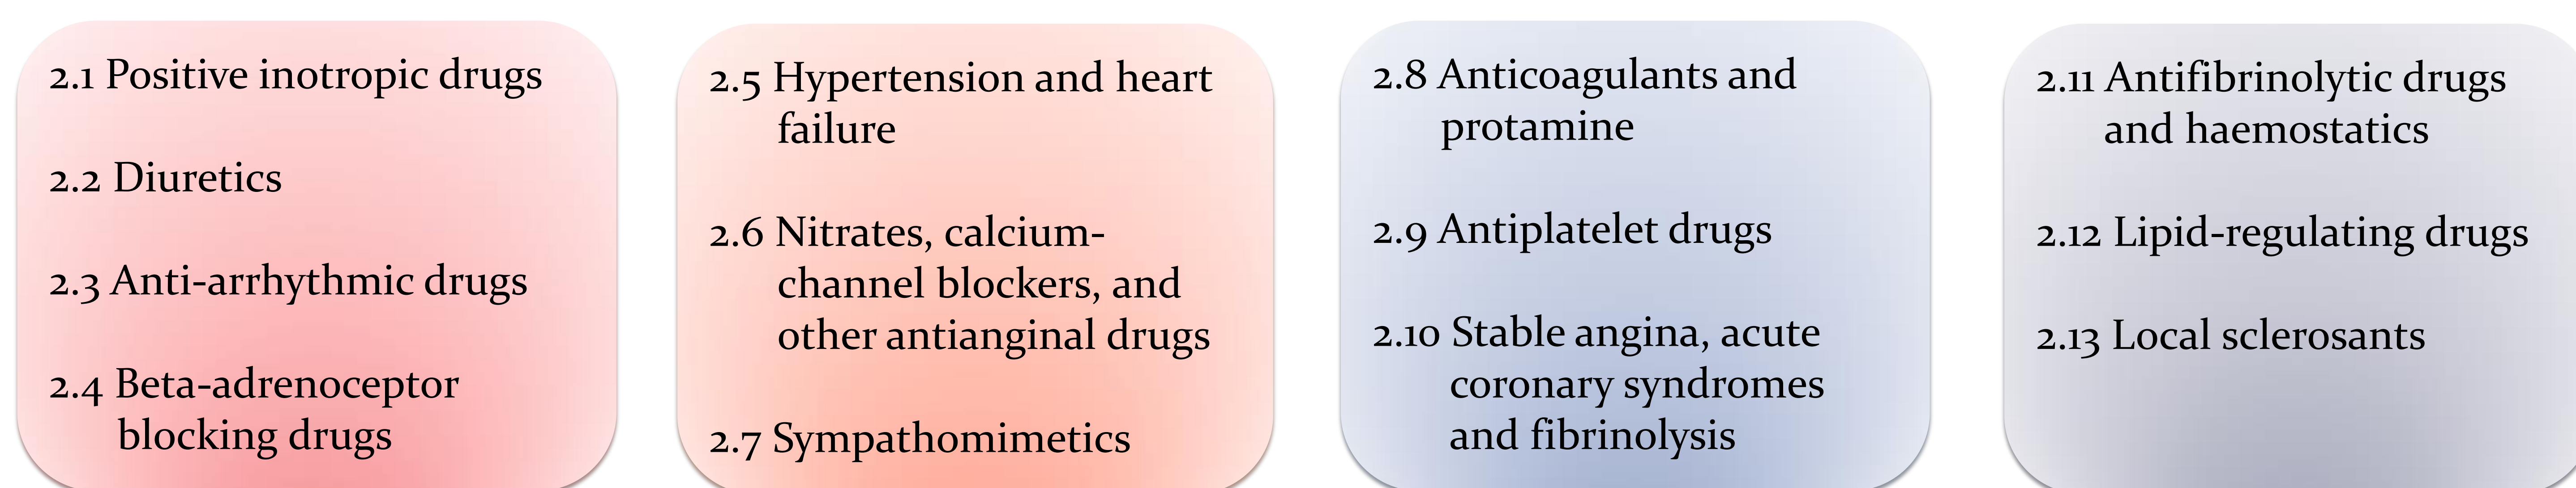 2.1 Positive inotropic drugs
2.2 Diuretics
2.3 Anti-arrhythmic drugs
2.4 Beta-adrenoceptor
blocking drugs
2.5 Hypertension and heart
failure
2.6 Nitrates, calcium-
channel blockers, and
other antianginal drugs
2.7 Sympathomimetics
2.8 Anticoagulants and
protamine
2.9 Antiplatelet drugs
2.10 Stable angina, acute
coronary syndromes
and fibrinolysis
2.11 Antifibrinolytic drugs
and haemostatics
2.12 Lipid-regulating drugs
2.13 Local sclerosants